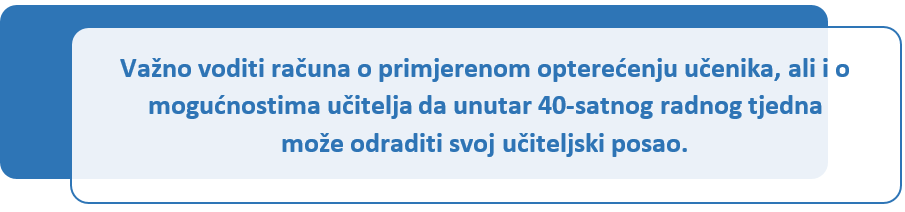 Važno voditi računa o primjerenom opterećenju učenika, ali i o
mogućnostima učitelja da unutar 40-satnog radnog tjedna
može odraditi svoj učiteljski posao.